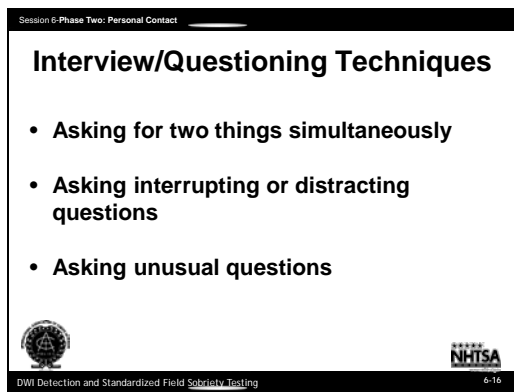 Session 6-Phase Two: Personal Contact
Interview/Questioning Techniques
• Asking for two things simultaneously
• Asking interrupting or distracting
questions
• Asking unusual questions
NHTSA
DWI Detection and Standardized Field Sobriety Testing
6-16